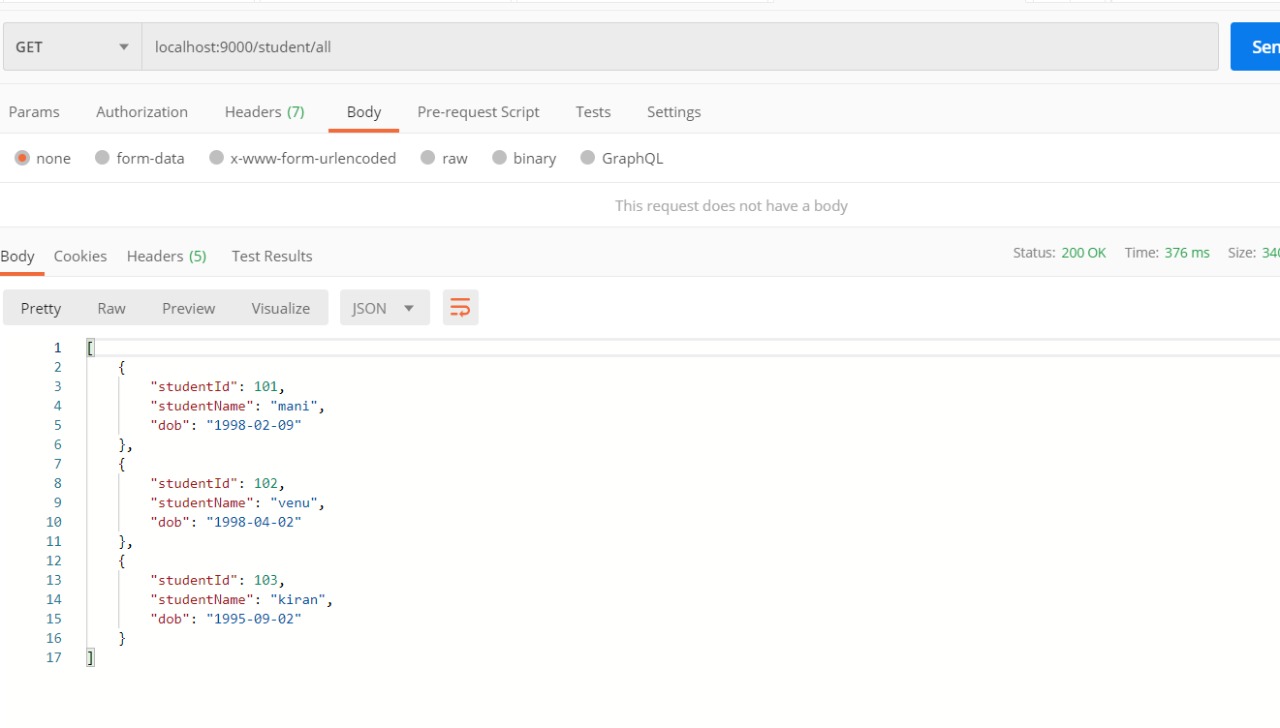 GET localhost:9000/student/all
Params Authorization Headers (7) Body Pre-request Script Tests Settings
none form-data x-www-form-urlencoded raw binary GraphQL
This request does not have a body
Body Cookies Headers (5) Test Results Status: 200 OK Time: 376 ms Size:
Pretty Raw Preview Visualize JSON
1 [
2 {
3 "studentId": 101,
4 "studentName": "mani",
5 "dob": "1998-02-09"
6 },
7 {
8 "studentId": 102,
9 "studentName": "venu",
10 "dob": "1998-04-02"
11 },
12 {
13 "studentId": 103,
14 "studentName": "kiran",
15 "dob": "1995-09-02"
16 }
17 ]